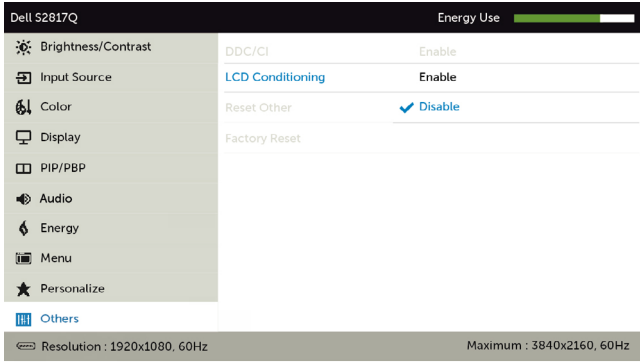 Dell S2817Q Energy Use
Brightness/Contrast
DDC/CI Enable
Input Source
LCD Conditioning Enable
Color
Reset Other Disable
Display
Factory Reset
PIP/PBP
Audio
Energy
Menu
Personalize
Others
Resolution : 1920x1080, 60Hz Maximum : 3840x2160, 60Hz